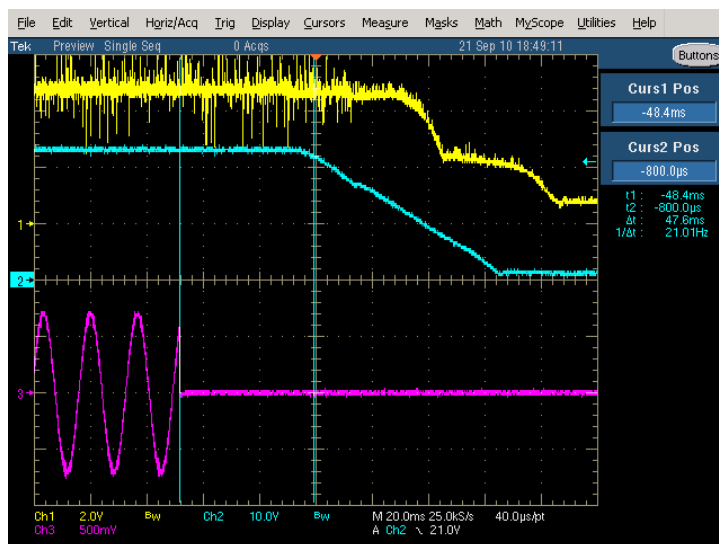 File Edit Vertical Horiz/Acq Trig Display Cursors Measure Masks Math MyScope Utilities Help
Tek Preview Single Seq 0 Acqs 21 Sep 10 18:49:11
Buttons
Curs1 Pos
-48.4ms
Curs2 Pos
-800.0µs
t1 : -48.4ms
t2 : -800.0µs
Δt : 47.6ms
1/Δt : 21.01Hz
1
2
3
Ch1 2.0V Bw Ch2 10.0V Bw M 20.0ms 25.0kS/s 40.0µs/pt
Ch3 500mV A Ch2 \ 21.0V